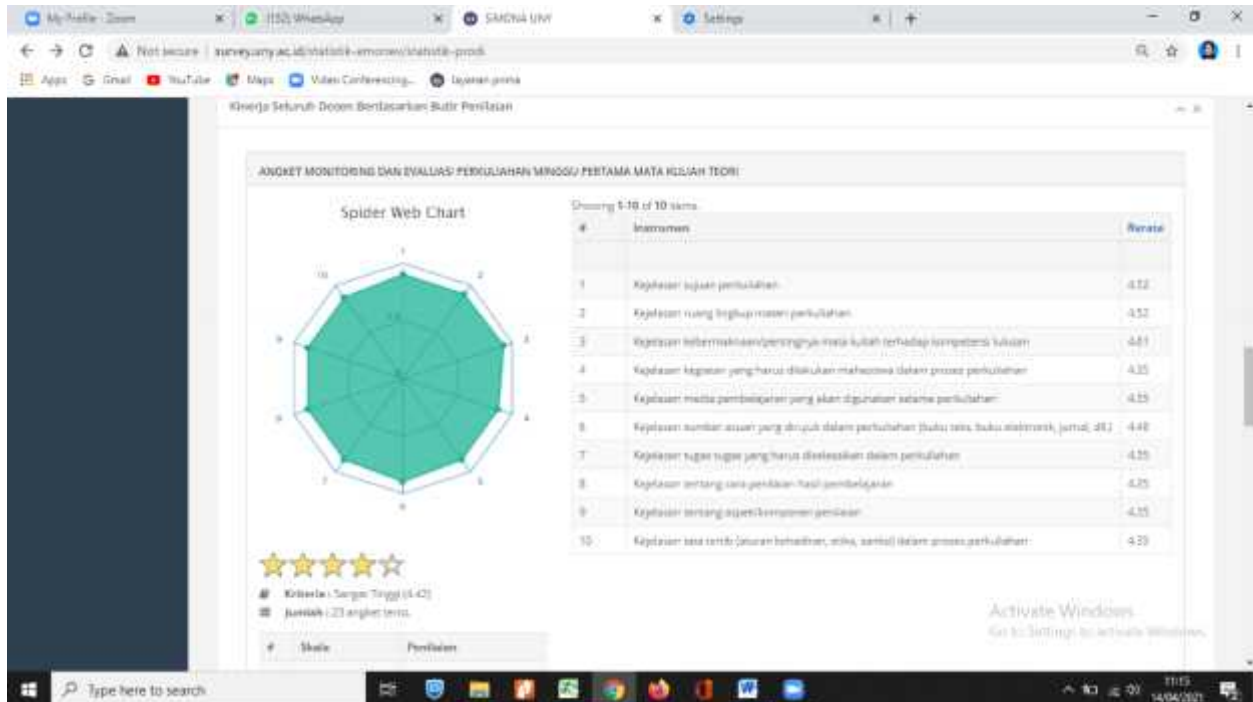 My Profile - Zoom
(152) WhatsApp
SIMONA UNY
Settings
Not secure
survey.uny.ac.id/statistik-emonev/statistik-prodi
Apps
Gmail
YouTube
Maps
Video Conferencing...
layanan prima
Kinerja Seluruh Dosen Berdasarkan Butir Penilaian
ANGKET MONITORING DAN EVALUASI PERKULIAHAN MINGGU PERTAMA MATA KULIAH TEORI
Spider Web Chart
Showing 1-10 of 10 items.
# Instrumen Rerata
1 Kejelasan tujuan perkuliahan 4.52
2 Kejelasan ruang lingkup materi perkuliahan 4.52
3 Kejelasan kebermaknaan/pentingnya mata kuliah terhadap kompetensi lulusan 4.61
4 Kejelasan kegiatan yang harus dilakukan mahasiswa dalam proses perkuliahan 4.35
5 Kejelasan media pembelajaran yang akan digunakan selama perkuliahan
6 Kejelasan sumber acuan yang dirujuk dalam perkuliahan (buku teks, buku elektronik, jurnal, dll.) 4.48
7 Kejelasan tugas-tugas yang harus diselesaikan dalam perkuliahan 4.35
8 Kejelasan tentang cara penilaian hasil pembelajaran 4.35
9 Kejelasan tentang aspek/komponen penilaian 4.35
10 Kejelasan tata tertib (aturan kehadiran, etika, sanksi) dalam proses perkuliahan
Kriteria : Sangat Tinggi (4.42)
Jumlah : 23 angket terisi.
# Skala Penilaian
Activate Windows
Go to Settings to activate Windows.
Type here to search
11:15
14/04/2021